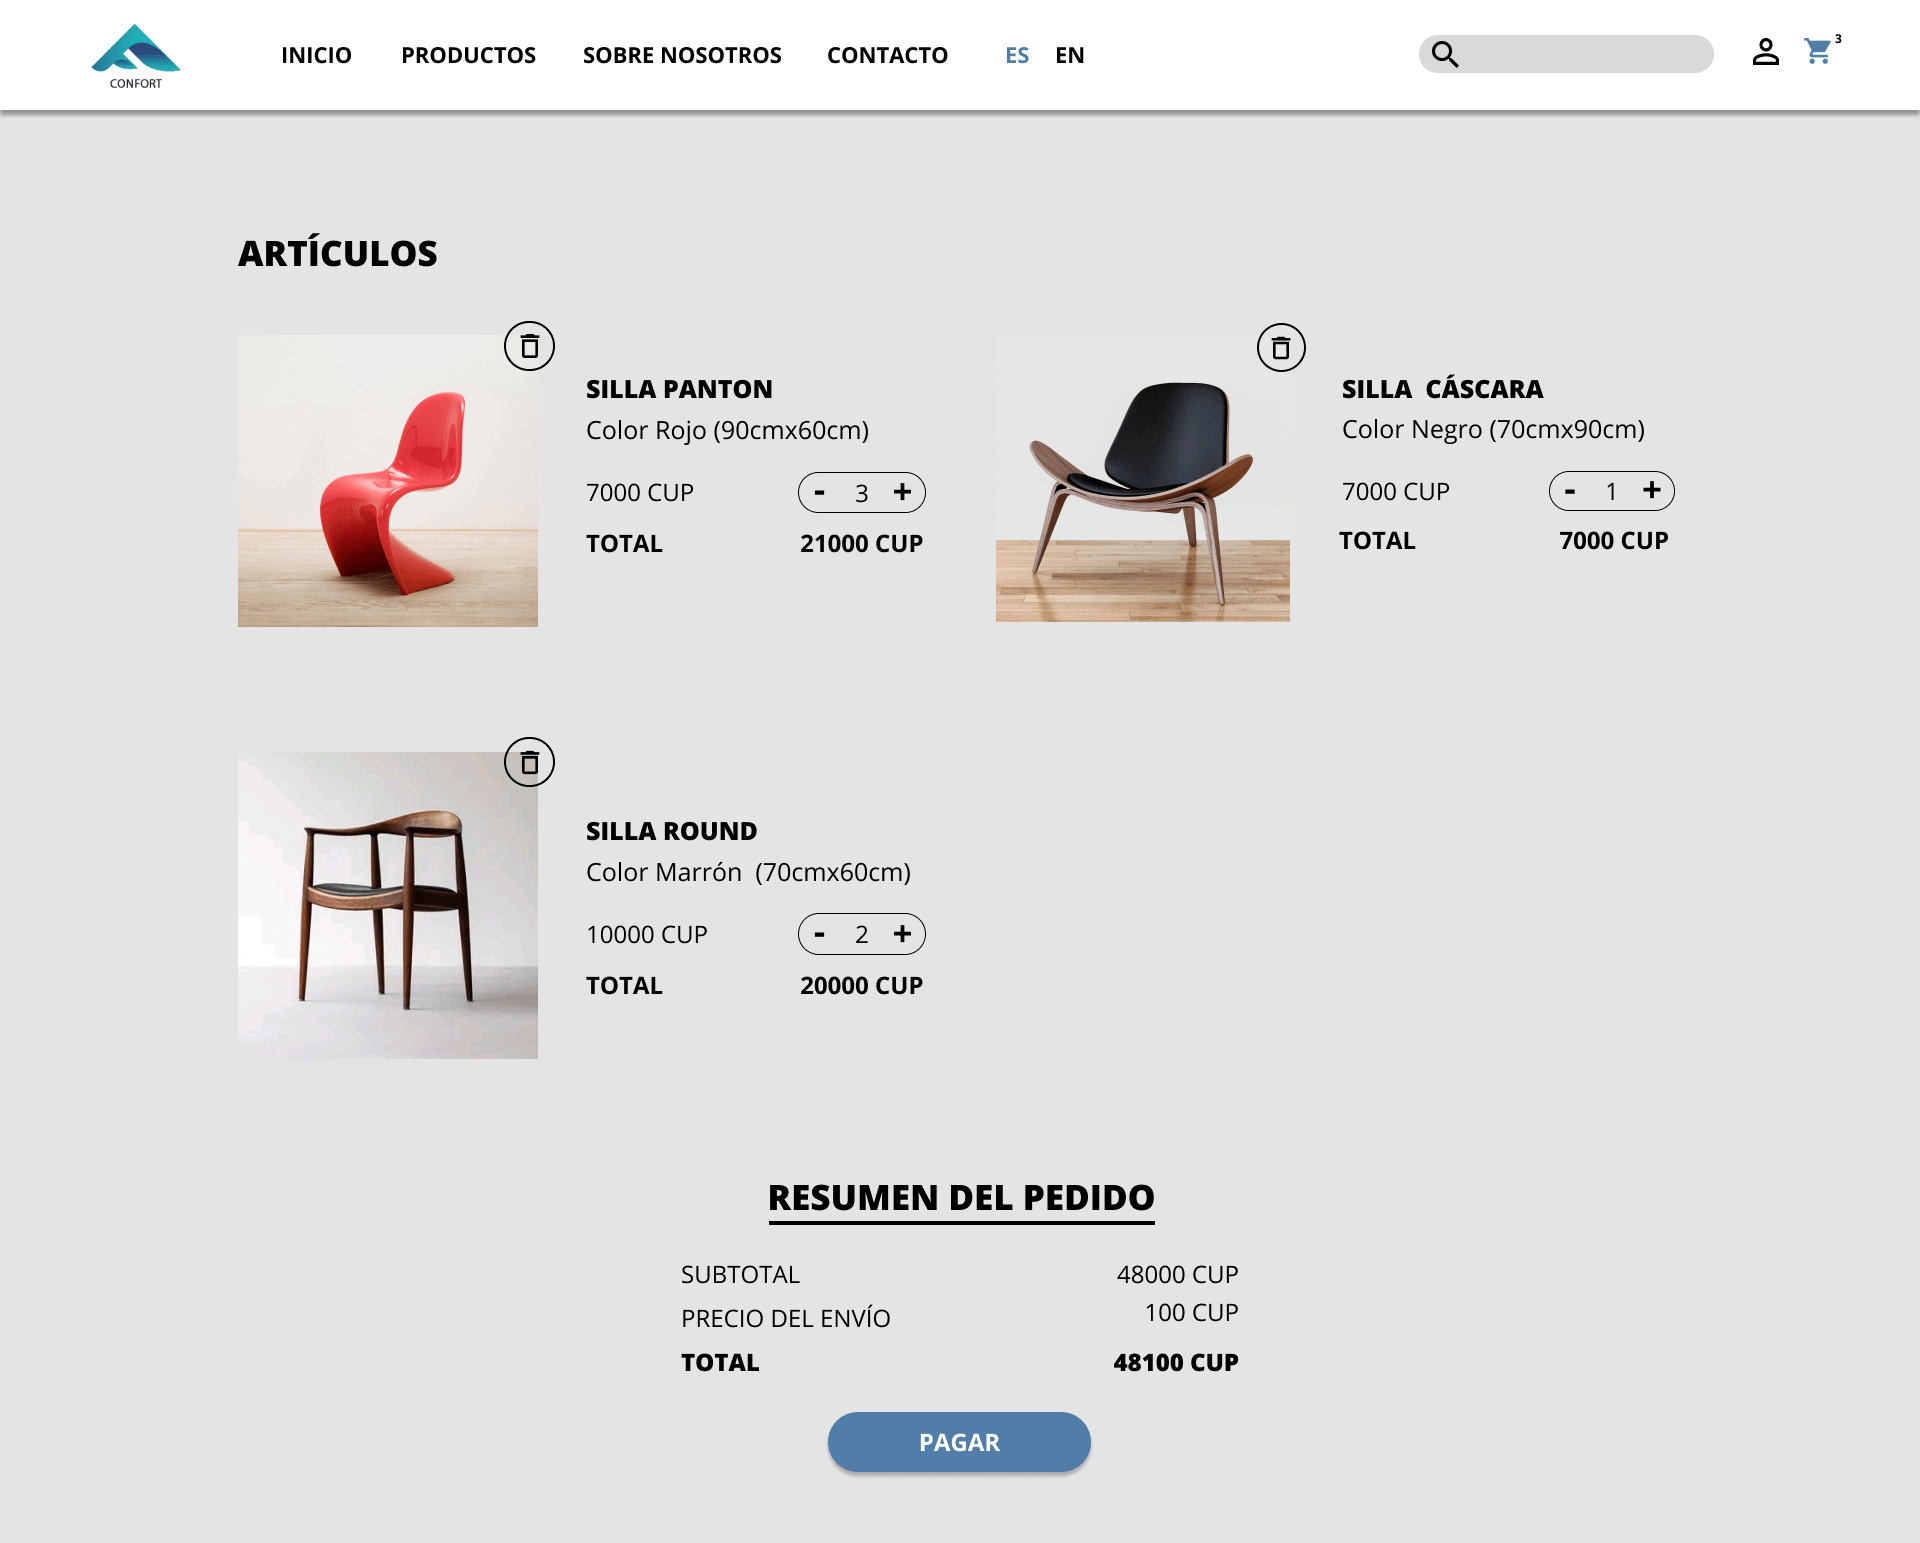 CONFORT
INICIO PRODUCTOS SOBRE NOSOTROS CONTACTO ES EN
3
ARTÍCULOS
SILLA PANTON
Color Rojo (90cmx60cm)
7000 CUP - 3 +
TOTAL 21000 CUP
SILLA CÁSCARA
Color Negro (70cmx90cm)
7000 CUP - 1 +
TOTAL 7000 CUP
SILLA ROUND
Color Marrón (70cmx60cm)
10000 CUP - 2 +
TOTAL 20000 CUP
RESUMEN DEL PEDIDO
SUBTOTAL 48000 CUP
PRECIO DEL ENVÍO 100 CUP
TOTAL 48100 CUP
PAGAR